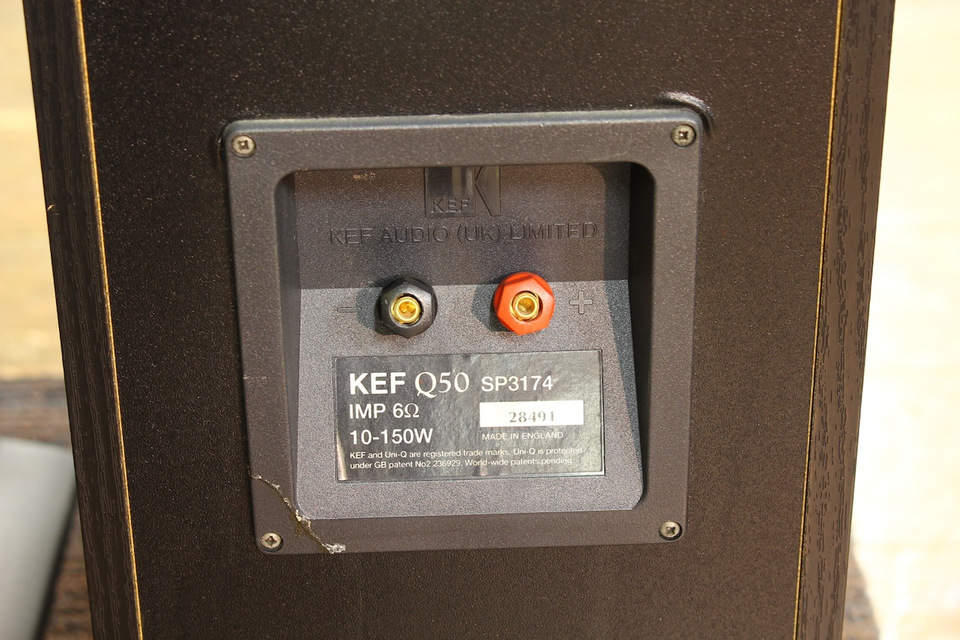 KEF
KEF AUDIO (UK) LIMITED
- +
KEF Q50 SP3174
IMP 6Ω 28491
10-150W MADE IN ENGLAND
KEF and Uni-Q are registered trade marks. Uni-Q is protected
under GB patent No2 236929. World-wide patents pending